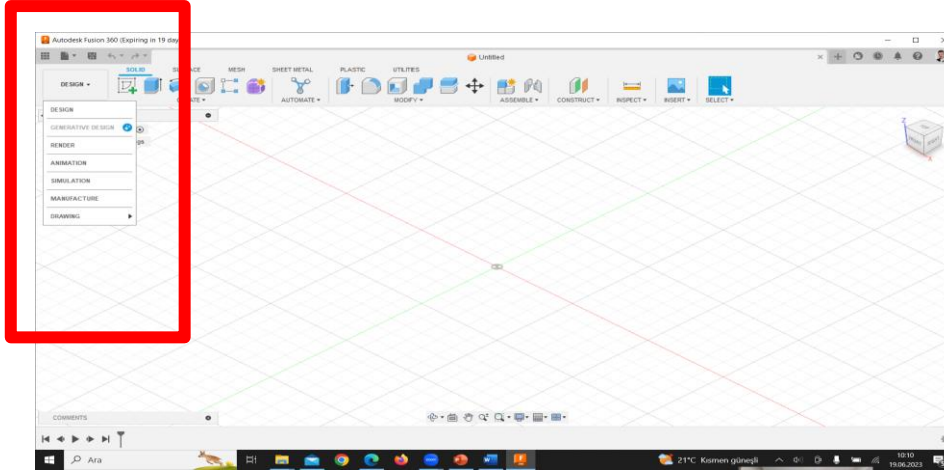 Autodesk Fusion 360 (Expiring in 19 day
Untitled
SOLID SURFACE MESH SHEET METAL PLASTIC UTILITIES
DESIGN
AUTOMATE MODIFY ASSEMBLE CONSTRUCT INSPECT INSERT SELECT
DESIGN
GENERATIVE DESIGN
RENDER
ANIMATION
SIMULATION
MANUFACTURE
DRAWING
Z
X
COMMENTS
Ara
21°C Kısmen güneşli
10:10
19.06.2023